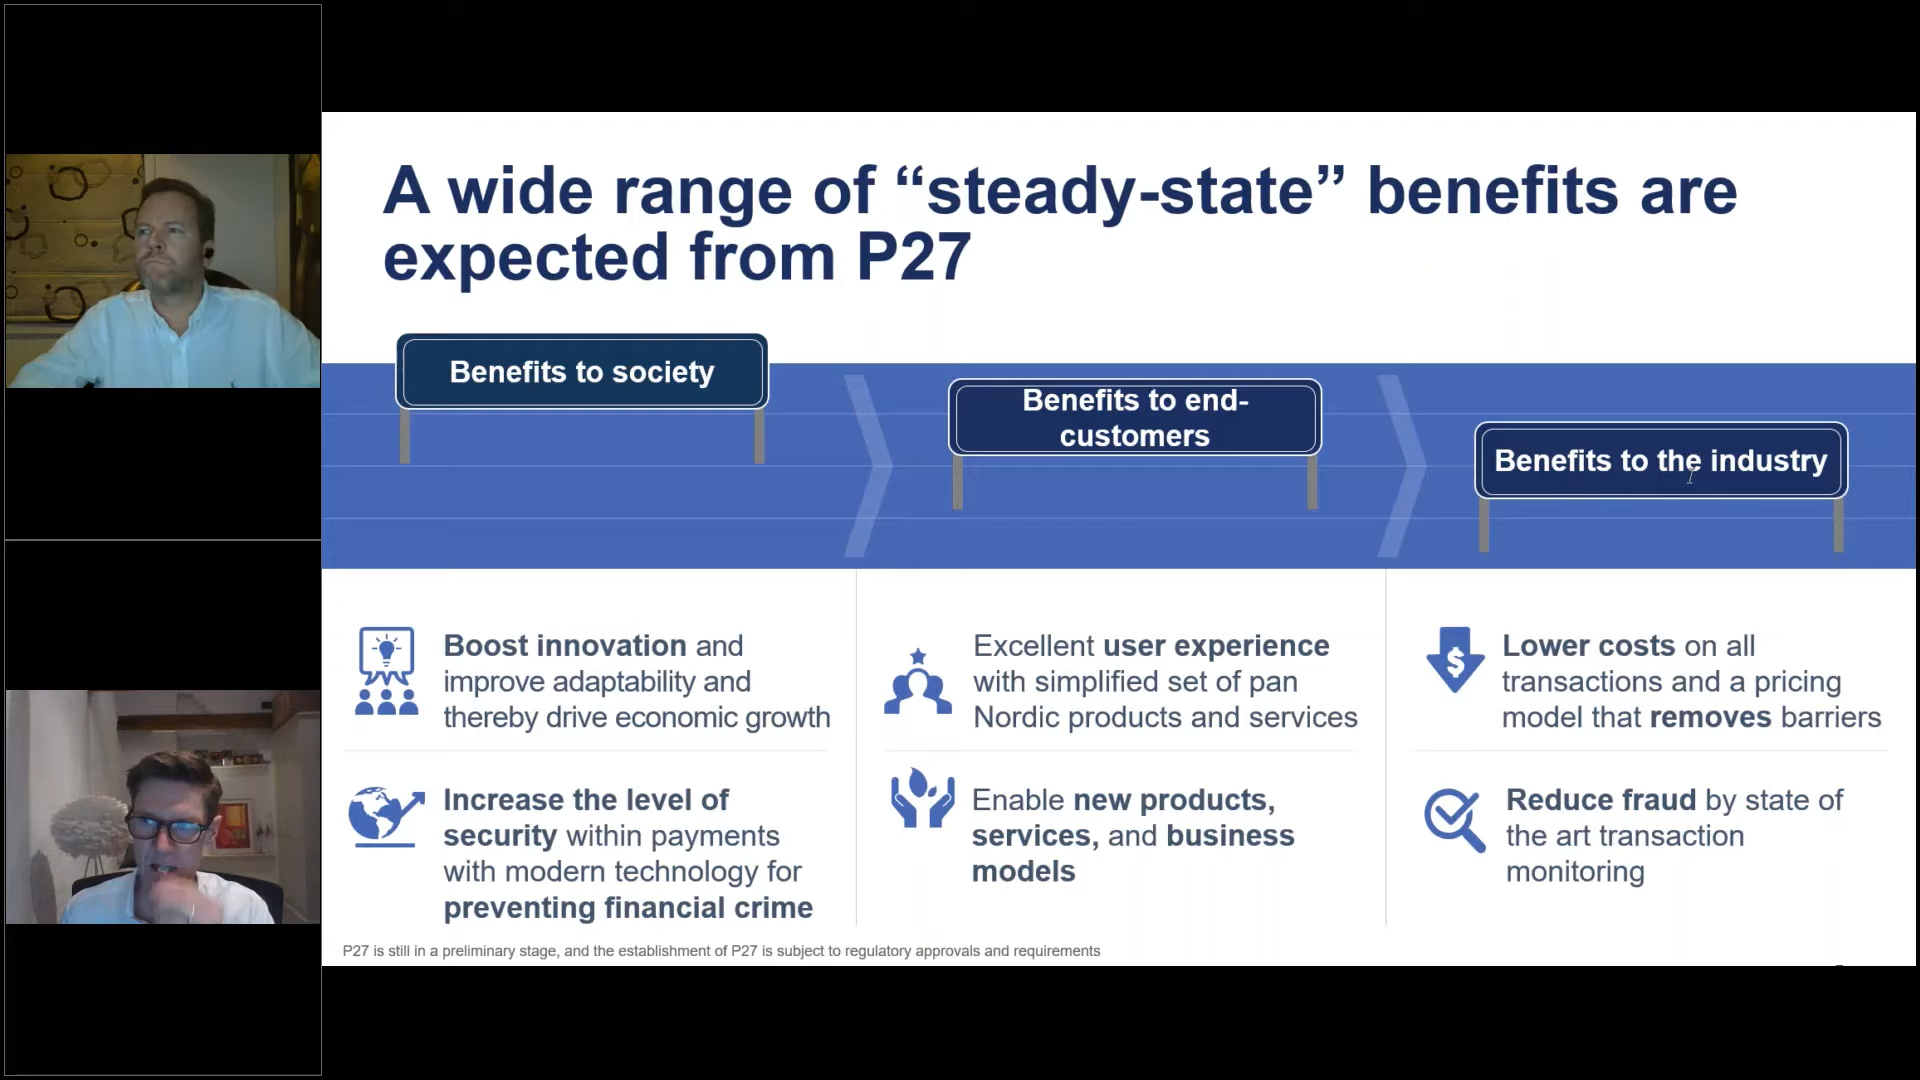 A wide range of “steady-state” benefits are
expected from P27
Benefits to society
Benefits to end-
customers
Benefits to the industry
Boost innovation and
improve adaptability and
thereby drive economic growth
Increase the level of
security within payments
with modern technology for
preventing financial crime
Excellent user experience
with simplified set of pan
Nordic products and services
Enable new products,
services, and business
models
Lower costs on all
transactions and a pricing
model that removes barriers
Reduce fraud by state of
the art transaction
monitoring
P27 is still in a preliminary stage, and the establishment of P27 is subject to regulatory approvals and requirements